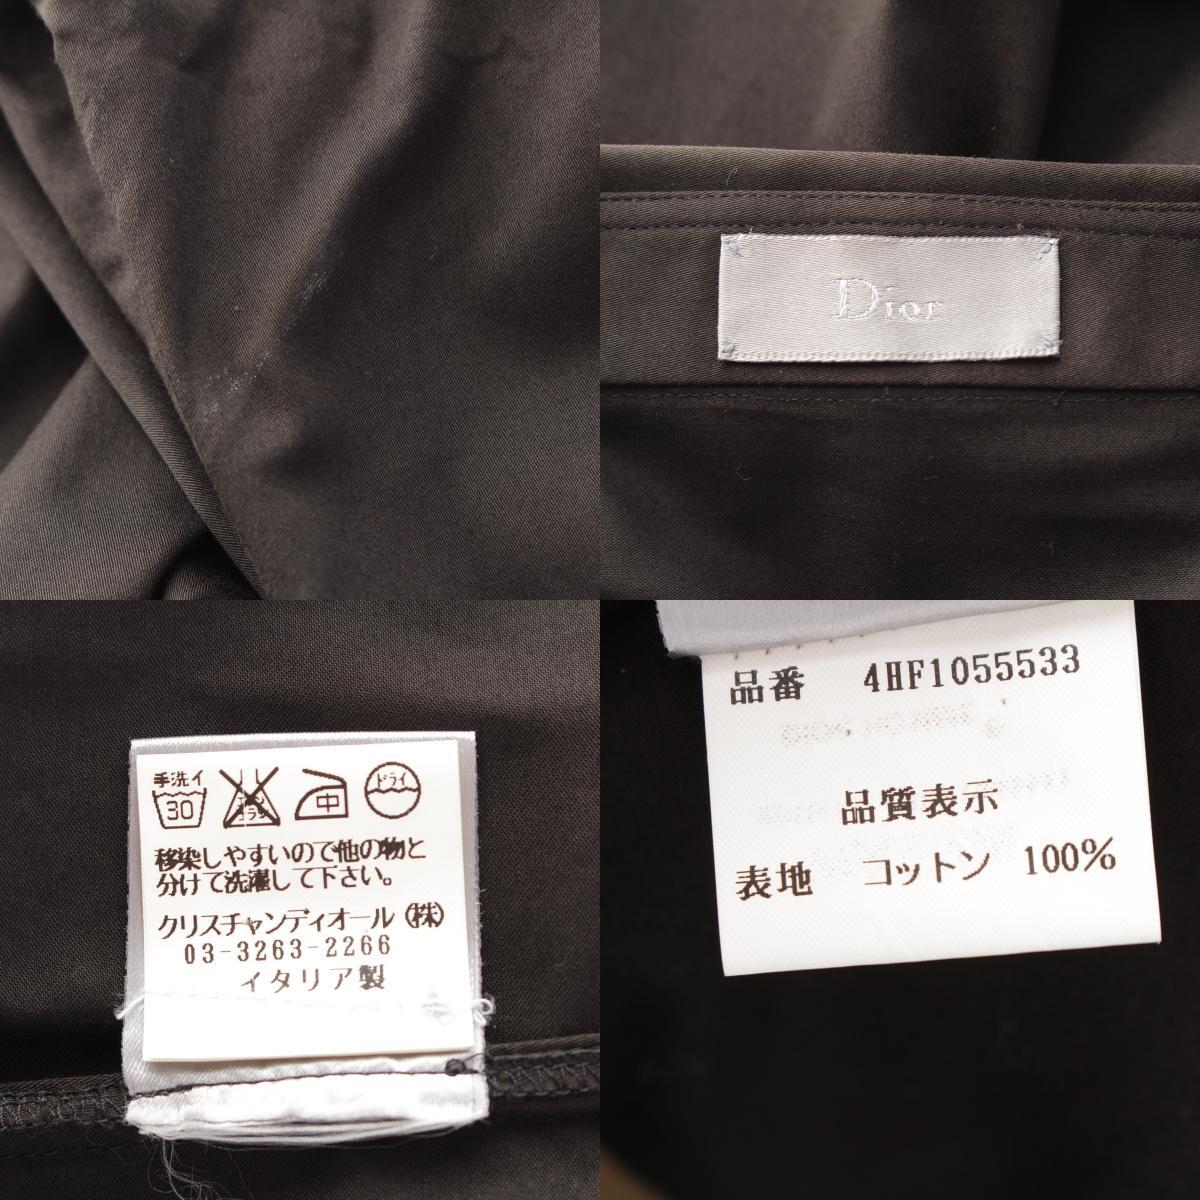 Dior
手洗イ
30
中
ドライ
移染しやすいので他の物と
分けて洗濯して下さい。
クリスチャンディオール(株)
03-3263-2266
イタリア製
品番 4HF1055533
品質表示
表地 コットン 100%